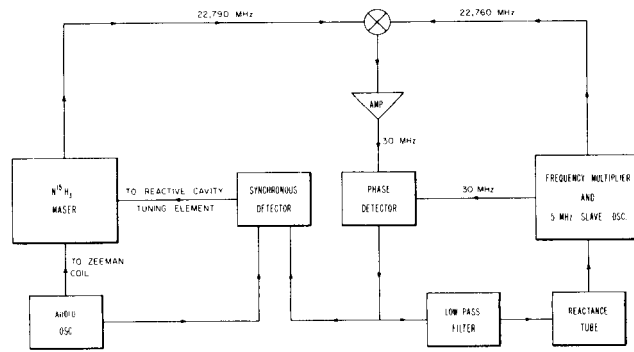 22,790 MHz
22,760 MHz
AMP
30 MHz
N¹⁵H₃
MASER
TO REACTIVE CAVITY
TUNING ELEMENT
SYNCHRONOUS
DETECTOR
PHASE
DETECTOR
30 MHz
FREQUENCY MULTIPLIER
AND
5 MHz SLAVE OSC.
TO ZEEMAN
COIL
AUDIO
OSC
LOW PASS
FILTER
REACTANCE
TUBE